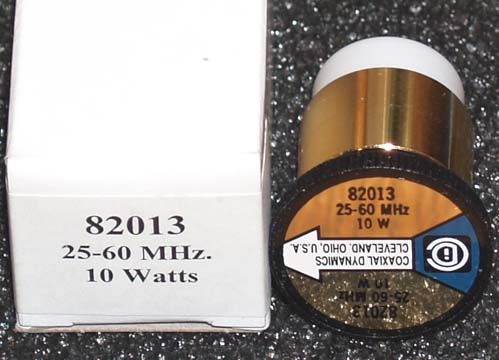 82013
25-60 MHz.
10 Watts
82013
25-60 MHz
10 W
COAXIAL DYNAMICS
CLEVELAND, OHIO, U.S.A.
CD
10 W
25-60 MHz
82013